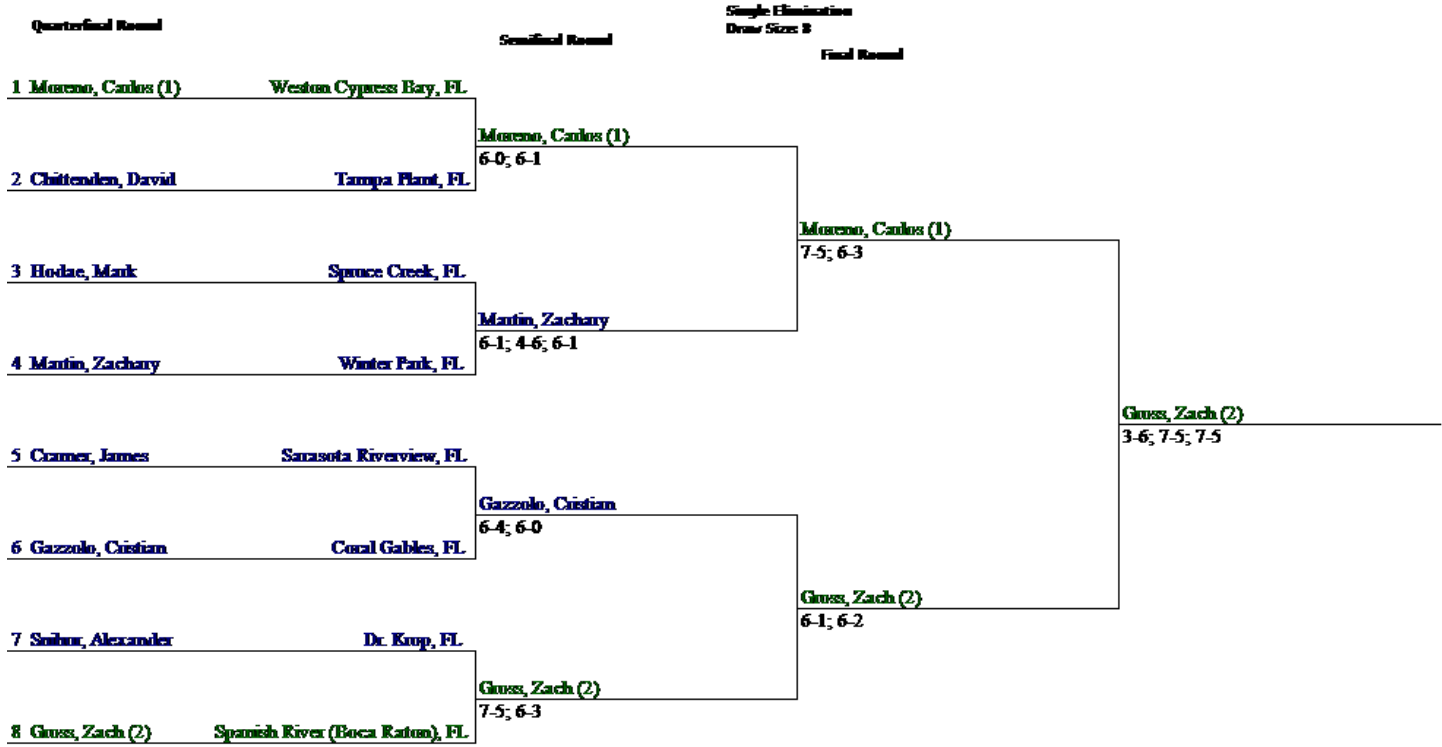 Quarterfinal Round
Semifinal Round
Single Elimination
Draw Size: 8
Final Round
1 Moreno, Carlos (1) Weston Cypress Bay, FL
Moreno, Carlos (1)
6-0; 6-1
2 Chittenden, David Tampa Plant, FL
Moreno, Carlos (1)
7-5; 6-3
3 Hodae, Mark Spruce Creek, FL
Martin, Zachary
6-1; 4-6; 6-1
4 Martin, Zachary Winter Park, FL
Gross, Zach (2)
3-6; 7-5; 7-5
5 Cramer, James Sarasota Riverview, FL
Gazzolo, Cristian
6-4; 6-0
6 Gazzolo, Cristian Coral Gables, FL
Gross, Zach (2)
6-1; 6-2
7 Alexander Dr. Krop, FL
Gross, Zach (2)
7-5; 6-3
8 Gross, Zach (2) Spanish River (Boca Raton), FL